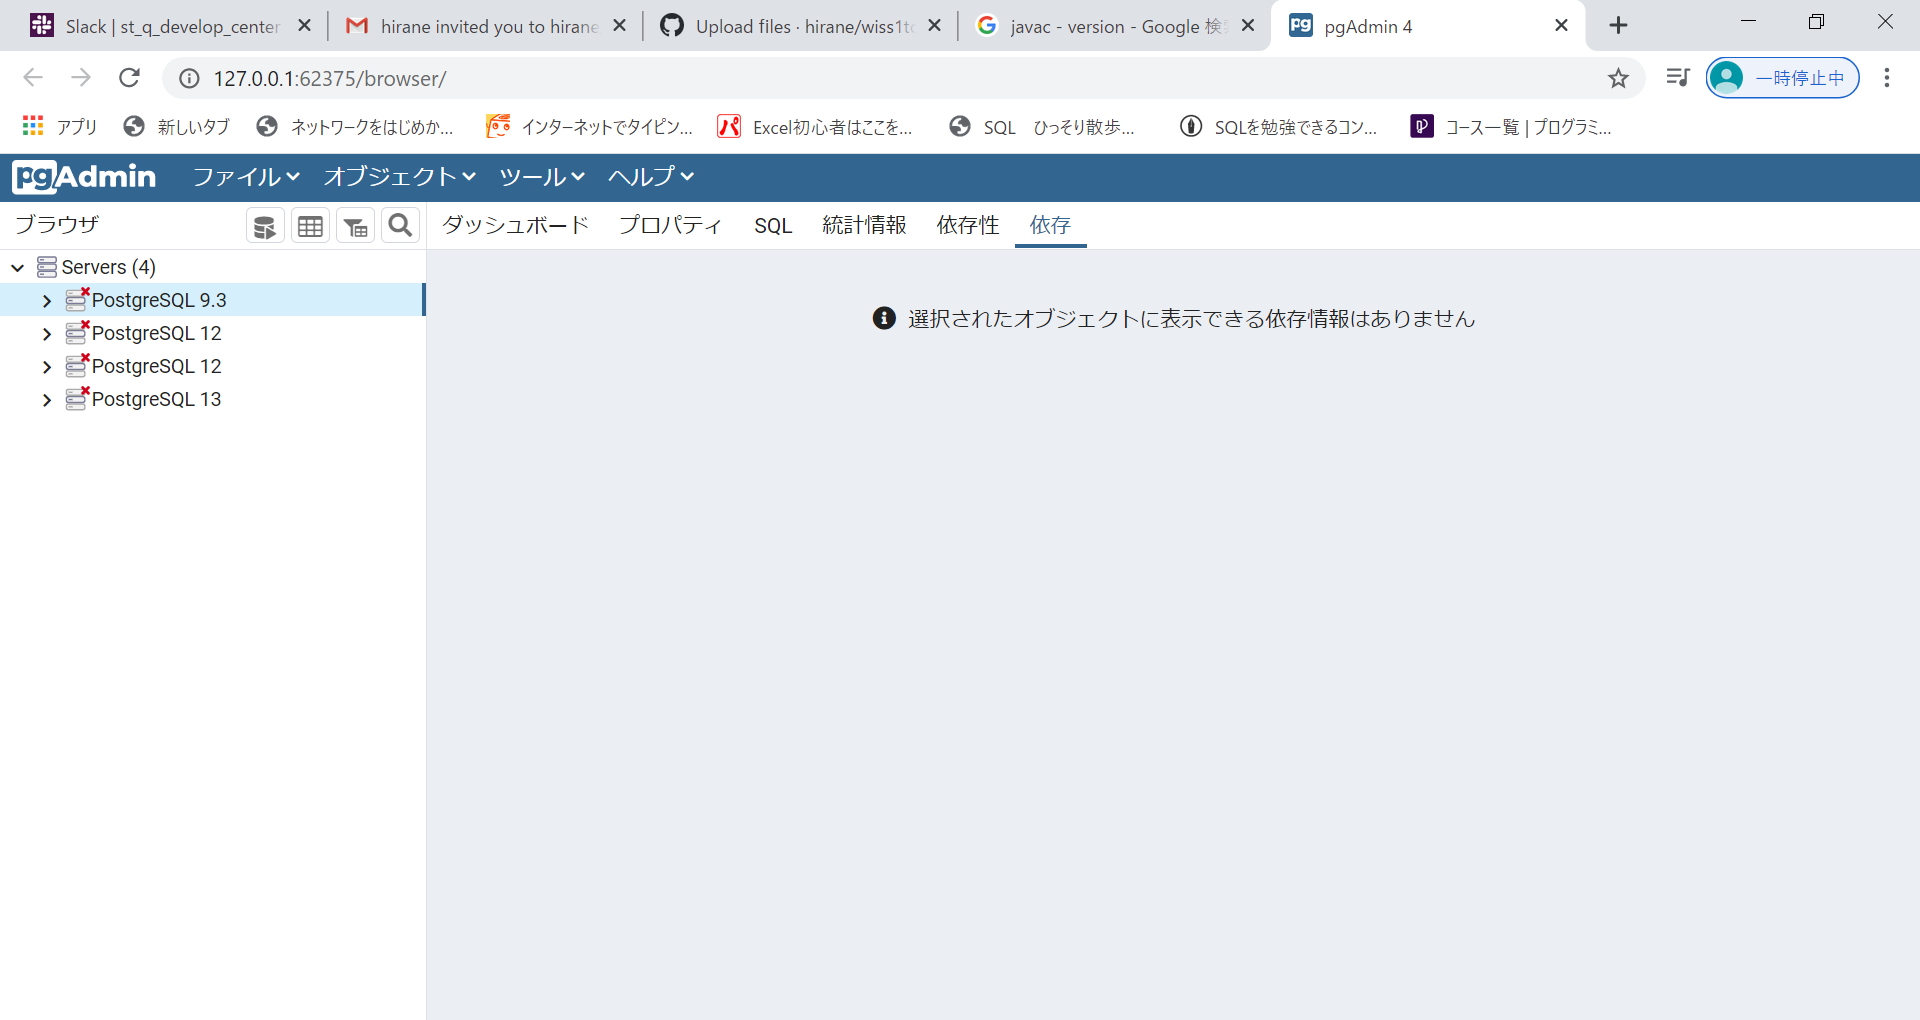 Slack | st_q_develop_center
hirane invited you to hirane
Upload files · hirane/wiss1to
javac - version - Google 検索
pgAdmin 4
127.0.0.1:62375/browser/
一時停止中
アプリ
新しいタブ
ネットワークをはじめか...
インターネットでタイピン...
Excel初心者はここを...
SQL ひっそり散歩...
SQLを勉強できるコン...
コース一覧 | プログラミ...
pgAdmin
ファイル
オブジェクト
ツール
ヘルプ
ブラウザ
ダッシュボード
プロパティ
SQL
統計情報
依存性
依存
Servers (4)
PostgreSQL 9.3
PostgreSQL 12
PostgreSQL 12
PostgreSQL 13
選択されたオブジェクトに表示できる依存情報はありません